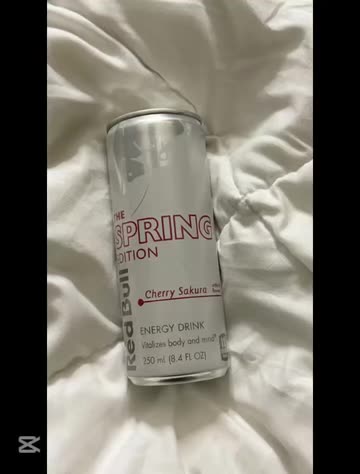 THE
SPRING
EDITION
Red Bull
Cherry Sakura
ENERGY DRINK
Vitalizes body and mind®
250 ml (8.4 FL OZ)